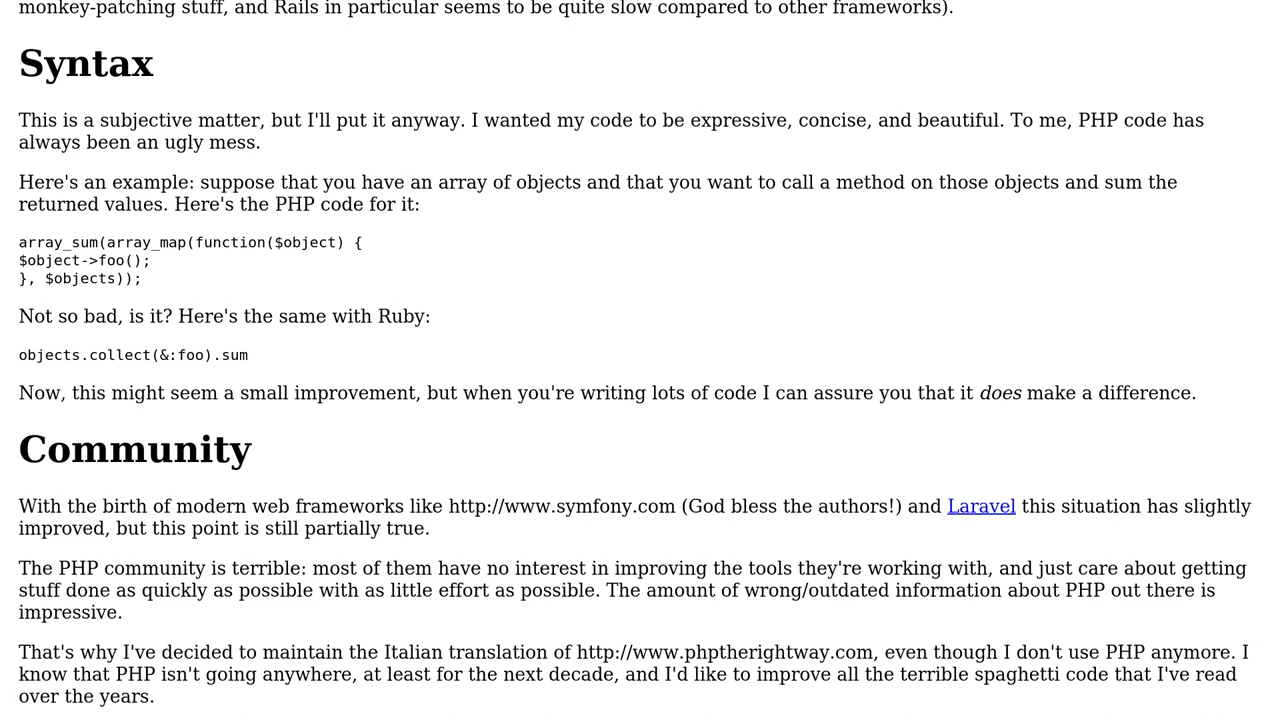 monkey-patching stuff, and Rails in particular seems to be quite slow compared to other frameworks).
Syntax
This is a subjective matter, but I'll put it anyway. I wanted my code to be expressive, concise, and beautiful. To me, PHP code has
always been an ugly mess.
Here's an example: suppose that you have an array of objects and that you want to call a method on those objects and sum the
returned values. Here's the PHP code for it:
array_sum(array_map(function($object) {
$object->foo();
}, $objects));
Not so bad, is it? Here's the same with Ruby:
objects.collect(&:foo).sum
Now, this might seem a small improvement, but when you're writing lots of code I can assure you that it does make a difference.
Community
With the birth of modern web frameworks like http://www.symfony.com (God bless the authors!) and Laravel this situation has slightly
improved, but this point is still partially true.
The PHP community is terrible: most of them have no interest in improving the tools they're working with, and just care about getting
stuff done as quickly as possible with as little effort as possible. The amount of wrong/outdated information about PHP out there is
impressive.
That's why I've decided to maintain the Italian translation of http://www.phptherightway.com, even though I don't use PHP anymore. I
know that PHP isn't going anywhere, at least for the next decade, and I'd like to improve all the terrible spaghetti code that I've read
over the years.